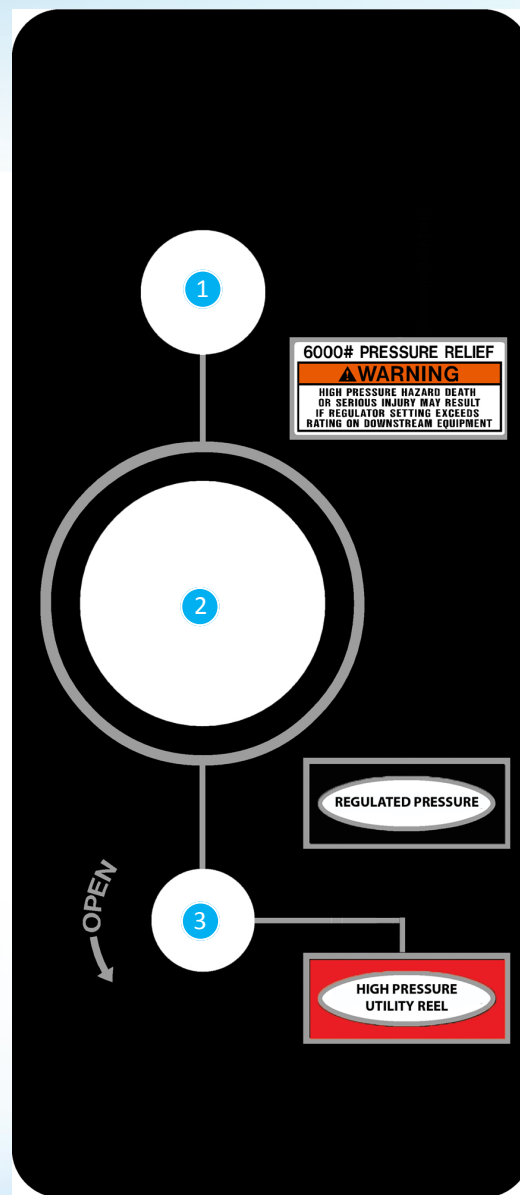 1
6000# PRESSURE RELIEF
⚠WARNING
HIGH PRESSURE HAZARD DEATH
OR SERIOUS INJURY MAY RESULT
IF REGULATOR SETTING EXCEEDS
RATING ON DOWNSTREAM EQUIPMENT
2
REGULATED PRESSURE
OPEN
3
HIGH PRESSURE
UTILITY REEL